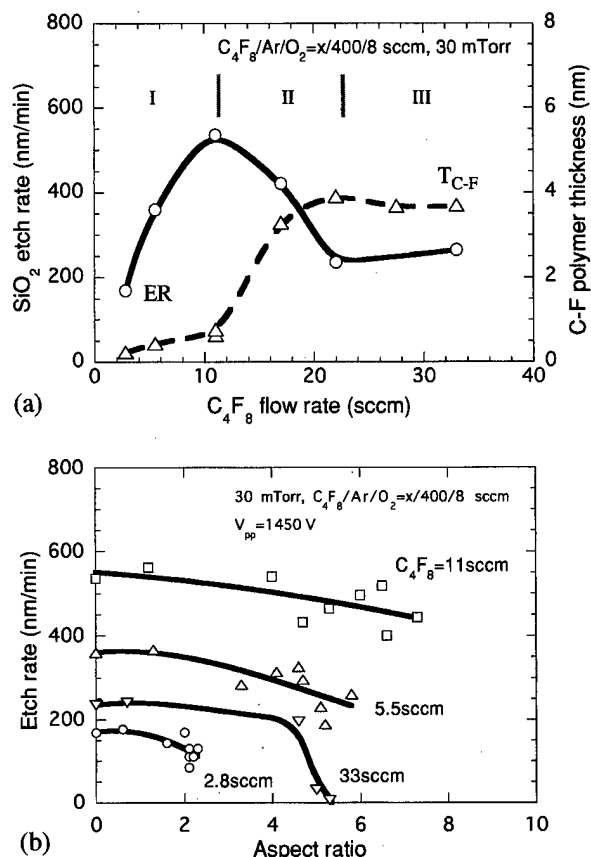 C₄F₈/Ar/O₂=x/400/8 sccm, 30 mTorr
I II III
T_C-F
ER
SiO₂ etch rate (nm/min)
C-F polymer thickness (nm)
800
600
400
200
0
8
6
4
2
0
0 10 20 30 40
C₄F₈ flow rate (sccm)
(a)
30 mTorr, C₄F₈/Ar/O₂=x/400/8 sccm
V_pp=1450 V
C₄F₈=11sccm
5.5sccm
33sccm
2.8sccm
Etch rate (nm/min)
800
600
400
200
0
0 2 4 6 8 10
Aspect ratio
(b)